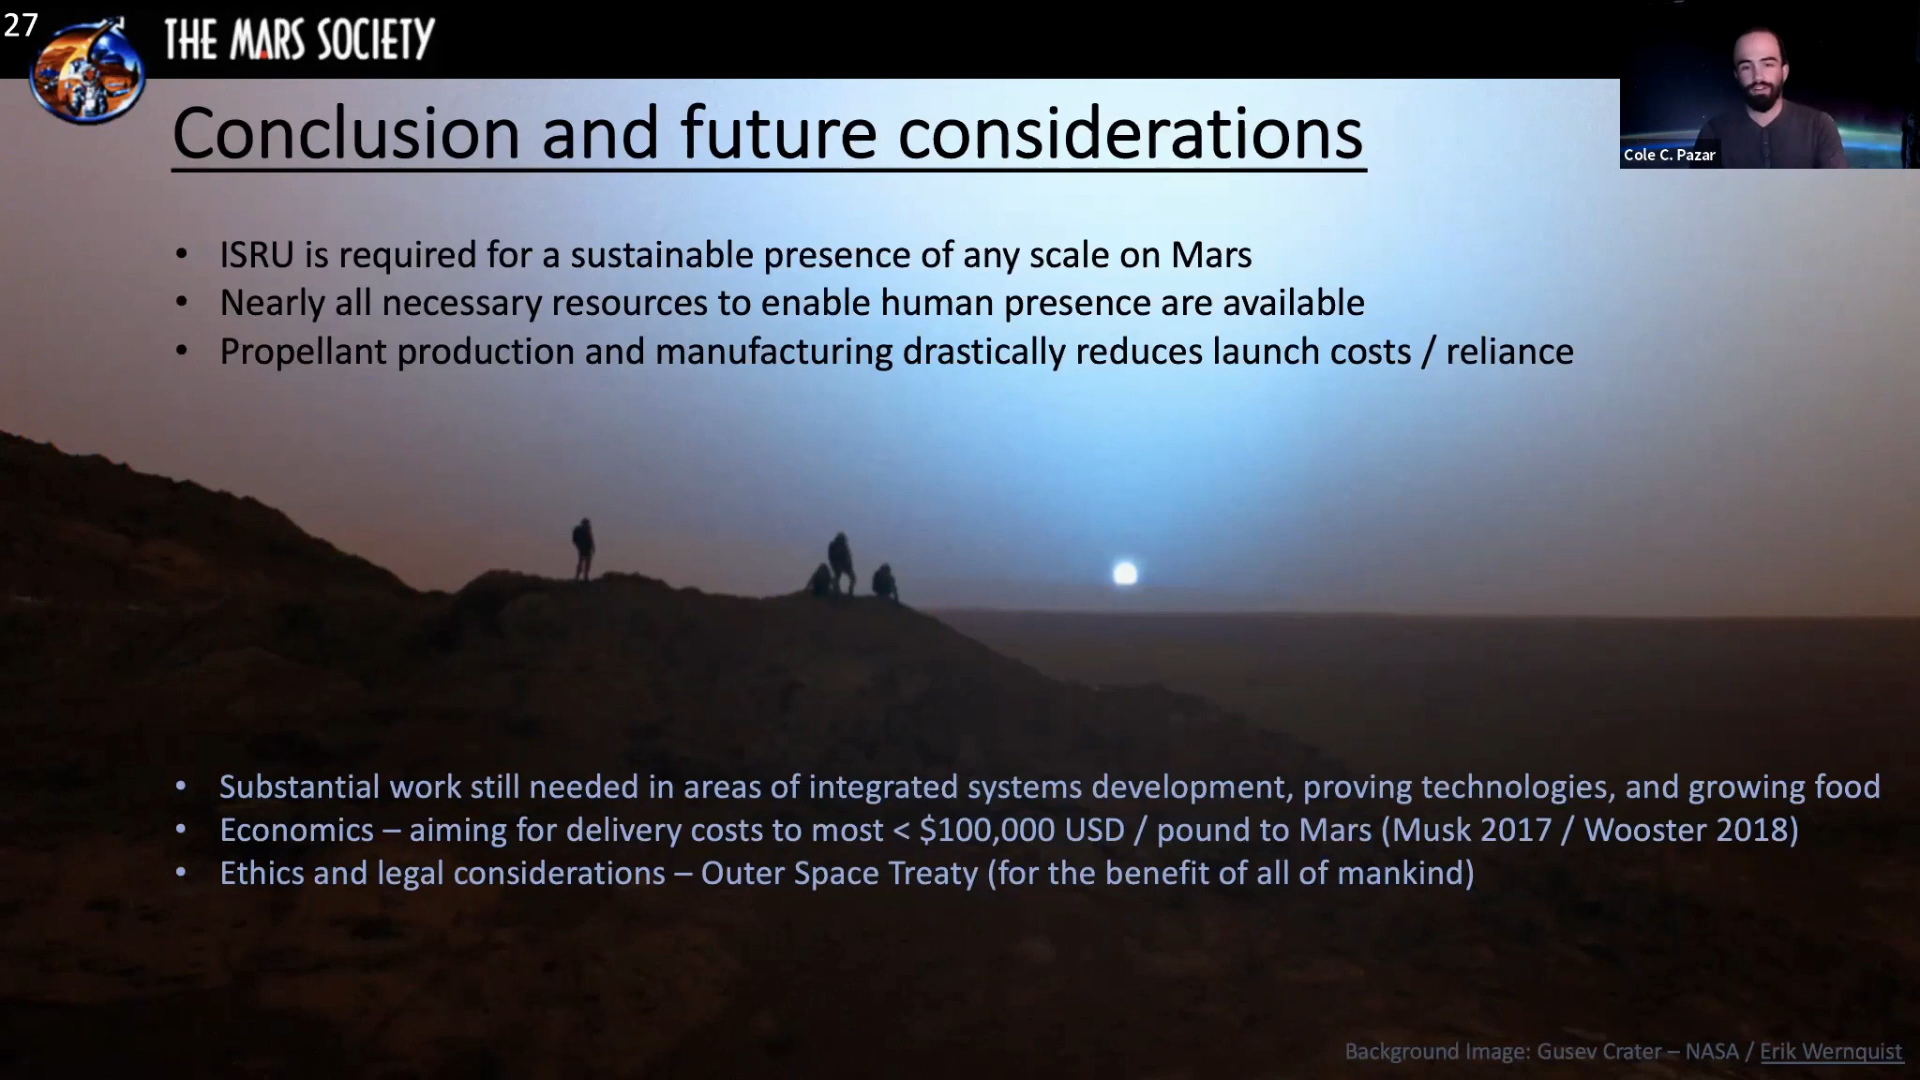 27
THE MARS SOCIETY
Cole C. Pazar
Conclusion and future considerations
• ISRU is required for a sustainable presence of any scale on Mars
• Nearly all necessary resources to enable human presence are available
• Propellant production and manufacturing drastically reduces launch costs / reliance
• Substantial work still needed in areas of integrated systems development, proving technologies, and growing food
• Economics – aiming for delivery costs to most < $100,000 USD / pound to Mars (Musk 2017 / Wooster 2018)
• Ethics and legal considerations – Outer Space Treaty (for the benefit of all of mankind)
Background Image: Gusev Crater – NASA / Erik Wernquist